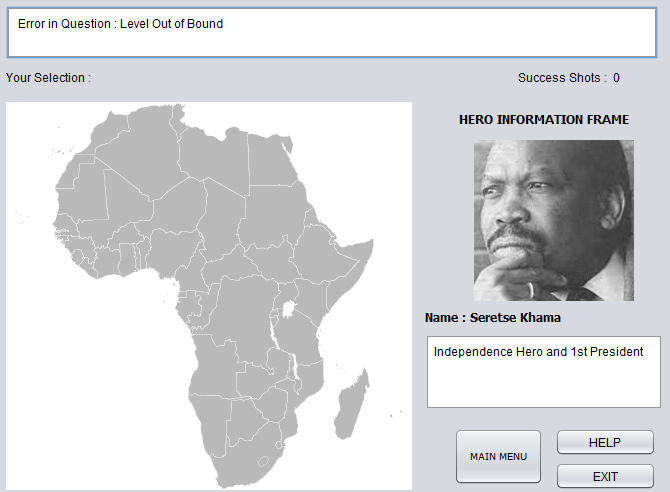 Error in Question : Level Out of Bound
Your Selection :
Success Shots : 0
HERO INFORMATION FRAME
Name : Seretse Khama
Independence Hero and 1st President
MAIN MENU
HELP
EXIT